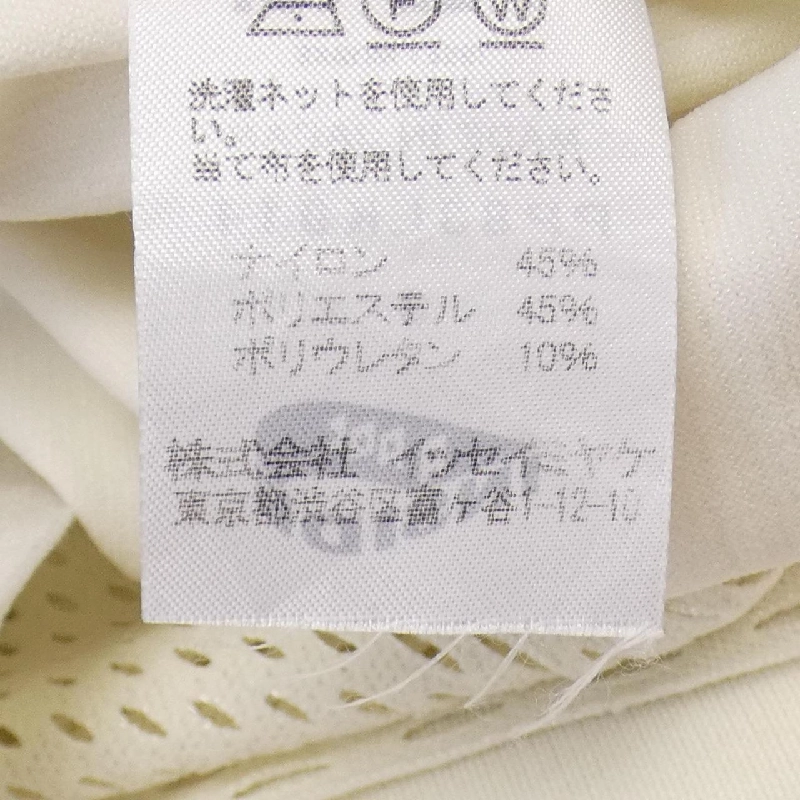 F W
洗濯ネットを使用してくださ
い。
当て布を使用してください。
ナイロン 45%
ポリエステル 45%
ポリウレタン 10%
株式会社 イッセイミヤケ
東京都渋谷区富ヶ谷1-12-10